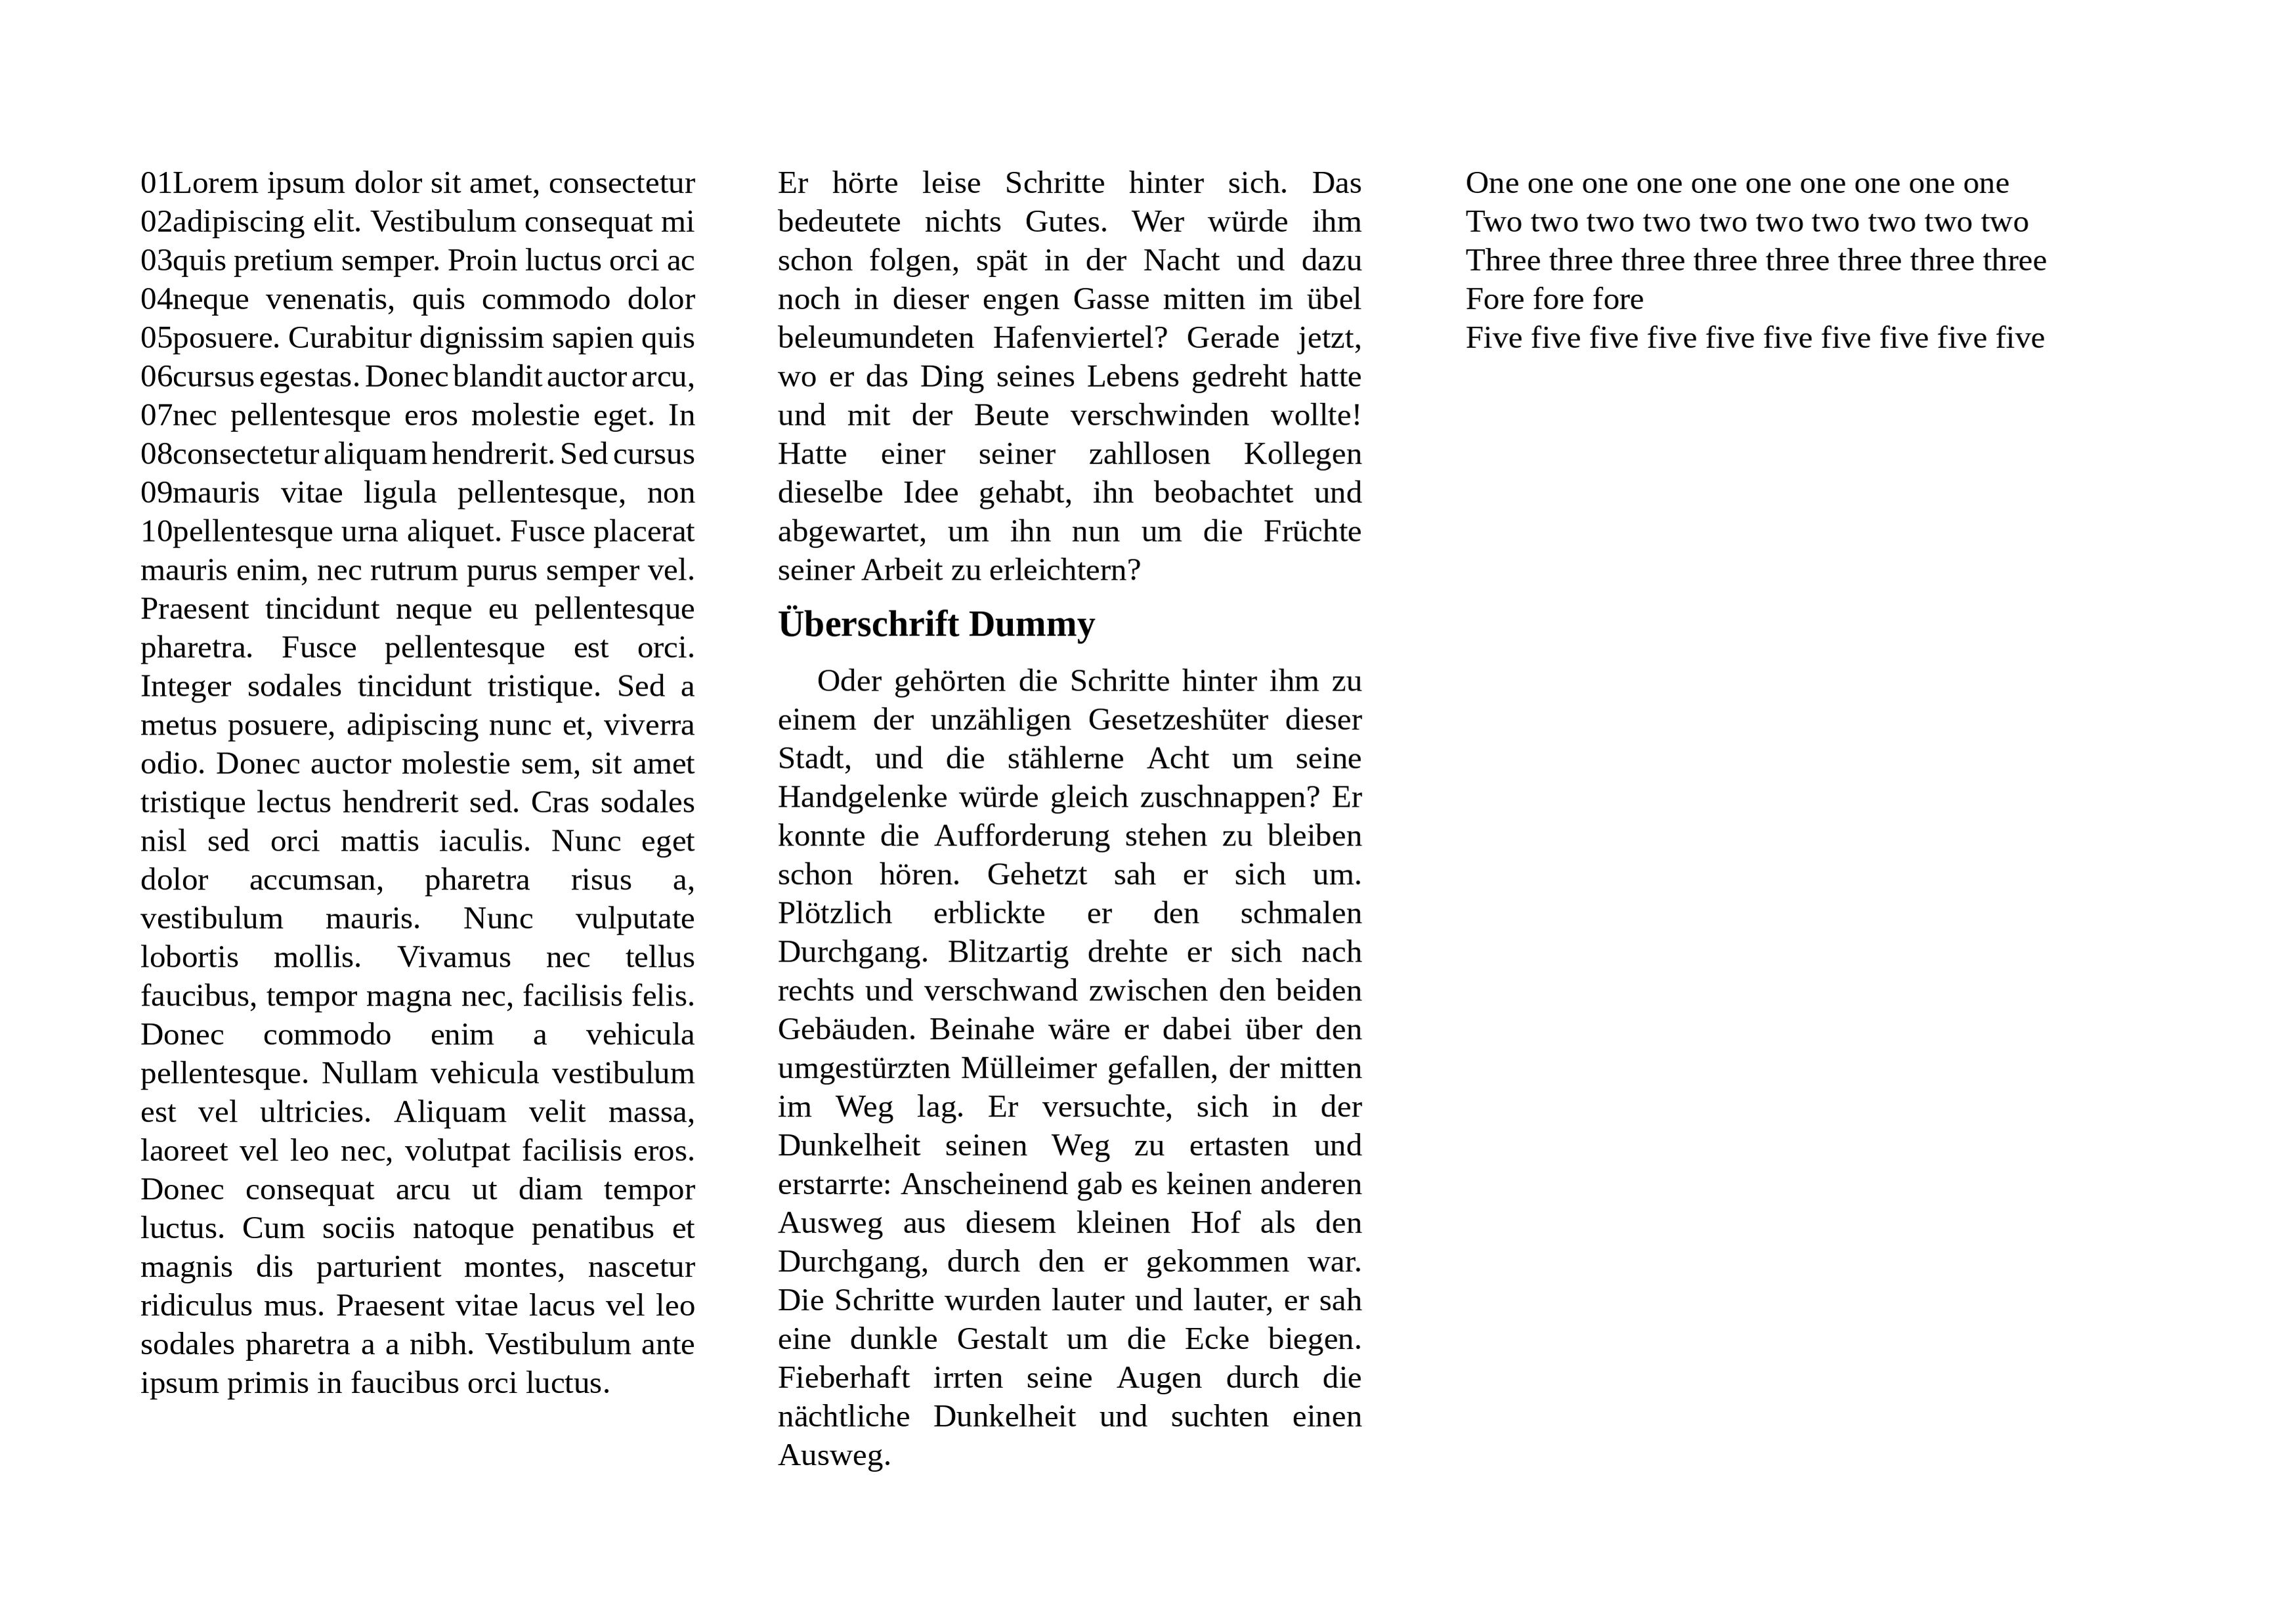 01Lorem ipsum dolor sit amet, consectetur
02adipiscing elit. Vestibulum consequat mi
03quis pretium semper. Proin luctus orci ac
04neque venenatis, quis commodo dolor
05posuere. Curabitur dignissim sapien quis
06cursus egestas. Donec blandit auctor arcu,
07nec pellentesque eros molestie eget. In
08consectetur aliquam hendrerit. Sed cursus
09mauris vitae ligula pellentesque, non
10pellentesque urna aliquet. Fusce placerat
mauris enim, nec rutrum purus semper vel.
Praesent tincidunt neque eu pellentesque
pharetra. Fusce pellentesque est orci.
Integer sodales tincidunt tristique. Sed a
metus posuere, adipiscing nunc et, viverra
odio. Donec auctor molestie sem, sit amet
tristique lectus hendrerit sed. Cras sodales
nisl sed orci mattis iaculis. Nunc eget
dolor accumsan, pharetra risus a,
vestibulum mauris. Nunc vulputate
lobortis mollis. Vivamus nec tellus
faucibus, tempor magna nec, facilisis felis.
Donec commodo enim a vehicula
pellentesque. Nullam vehicula vestibulum
est vel ultricies. Aliquam velit massa,
laoreet vel leo nec, volutpat facilisis eros.
Donec consequat arcu ut diam tempor
luctus. Cum sociis natoque penatibus et
magnis dis parturient montes, nascetur
ridiculus mus. Praesent vitae lacus vel leo
sodales pharetra a a nibh. Vestibulum ante
ipsum primis in faucibus orci luctus.
Er hörte leise Schritte hinter sich. Das
bedeutete nichts Gutes. Wer würde ihm
schon folgen, spät in der Nacht und dazu
noch in dieser engen Gasse mitten im übel
beleumundeten Hafenviertel? Gerade jetzt,
wo er das Ding seines Lebens gedreht hatte
und mit der Beute verschwinden wollte!
Hatte einer seiner zahllosen Kollegen
dieselbe Idee gehabt, ihn beobachtet und
abgewartet, um ihn nun um die Früchte
seiner Arbeit zu erleichtern?
Überschrift Dummy
Oder gehörten die Schritte hinter ihm zu
einem der unzähligen Gesetzeshüter dieser
Stadt, und die stählerne Acht um seine
Handgelenke würde gleich zuschnappen? Er
konnte die Aufforderung stehen zu bleiben
schon hören. Gehetzt sah er sich um.
Plötzlich erblickte er den schmalen
Durchgang. Blitzartig drehte er sich nach
rechts und verschwand zwischen den beiden
Gebäuden. Beinahe wäre er dabei über den
umgestürzten Mülleimer gefallen, der mitten
im Weg lag. Er versuchte, sich in der
Dunkelheit seinen Weg zu ertasten und
erstarrte: Anscheinend gab es keinen anderen
Ausweg aus diesem kleinen Hof als den
Durchgang, durch den er gekommen war.
Die Schritte wurden lauter und lauter, er sah
eine dunkle Gestalt um die Ecke biegen.
Fieberhaft irrten seine Augen durch die
nächtliche Dunkelheit und suchten einen
Ausweg.
One one one one one one one one one one
Two two two two two two two two two two
Three three three three three three three three
Fore fore fore
Five five five five five five five five five five